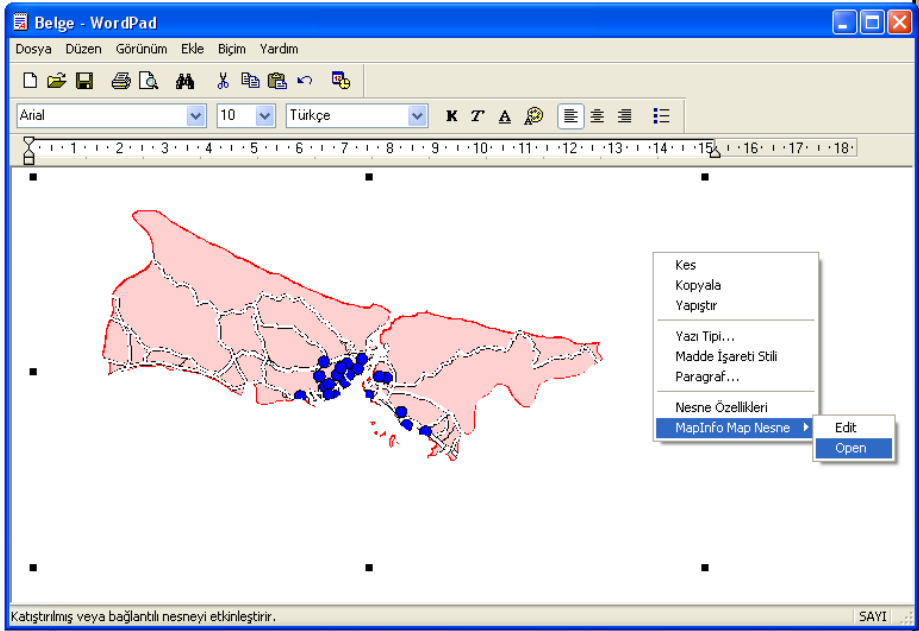 Belge - WordPad
Dosya Düzen Görünüm Ekle Biçim Yardım
Arial 10 Türkçe K T A
1 2 3 4 5 6 7 8 9 10 11 12 13 14 15 16 17 18
Kes
Kopyala
Yapıştır
Yazı Tipi...
Madde İşareti Stili
Paragraf...
Nesne Özellikleri
MapInfo Map Nesne
Edit
Open
Katıştırılmış veya bağlantılı nesneyi etkinleştirir. SAYI